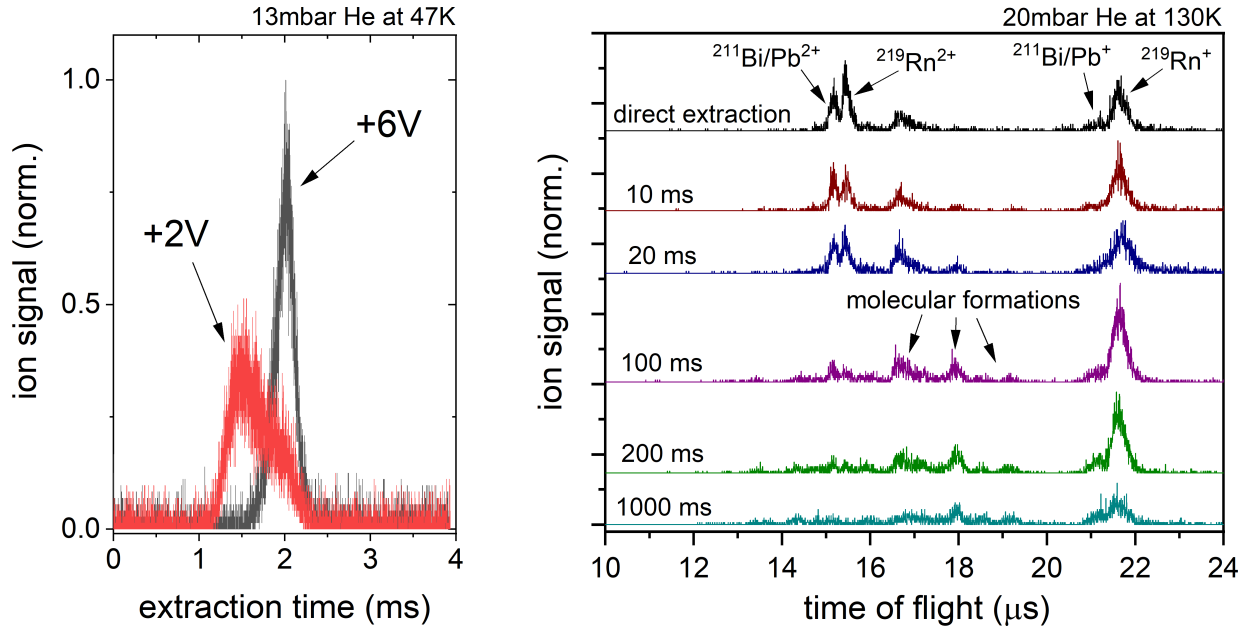 13mbar He at 47K
ion signal (norm.)
1.0
0.5
0.0
+6V
+2V
0 1 2 3 4
extraction time (ms)
20mbar He at 130K
ion signal (norm.)
²¹¹Bi/Pb²⁺ ²¹⁹Rn²⁺ ²¹¹Bi/Pb⁺ ²¹⁹Rn⁺
direct extraction
10 ms
20 ms
molecular formations
100 ms
200 ms
1000 ms
10 12 14 16 18 20 22 24
time of flight (μs)